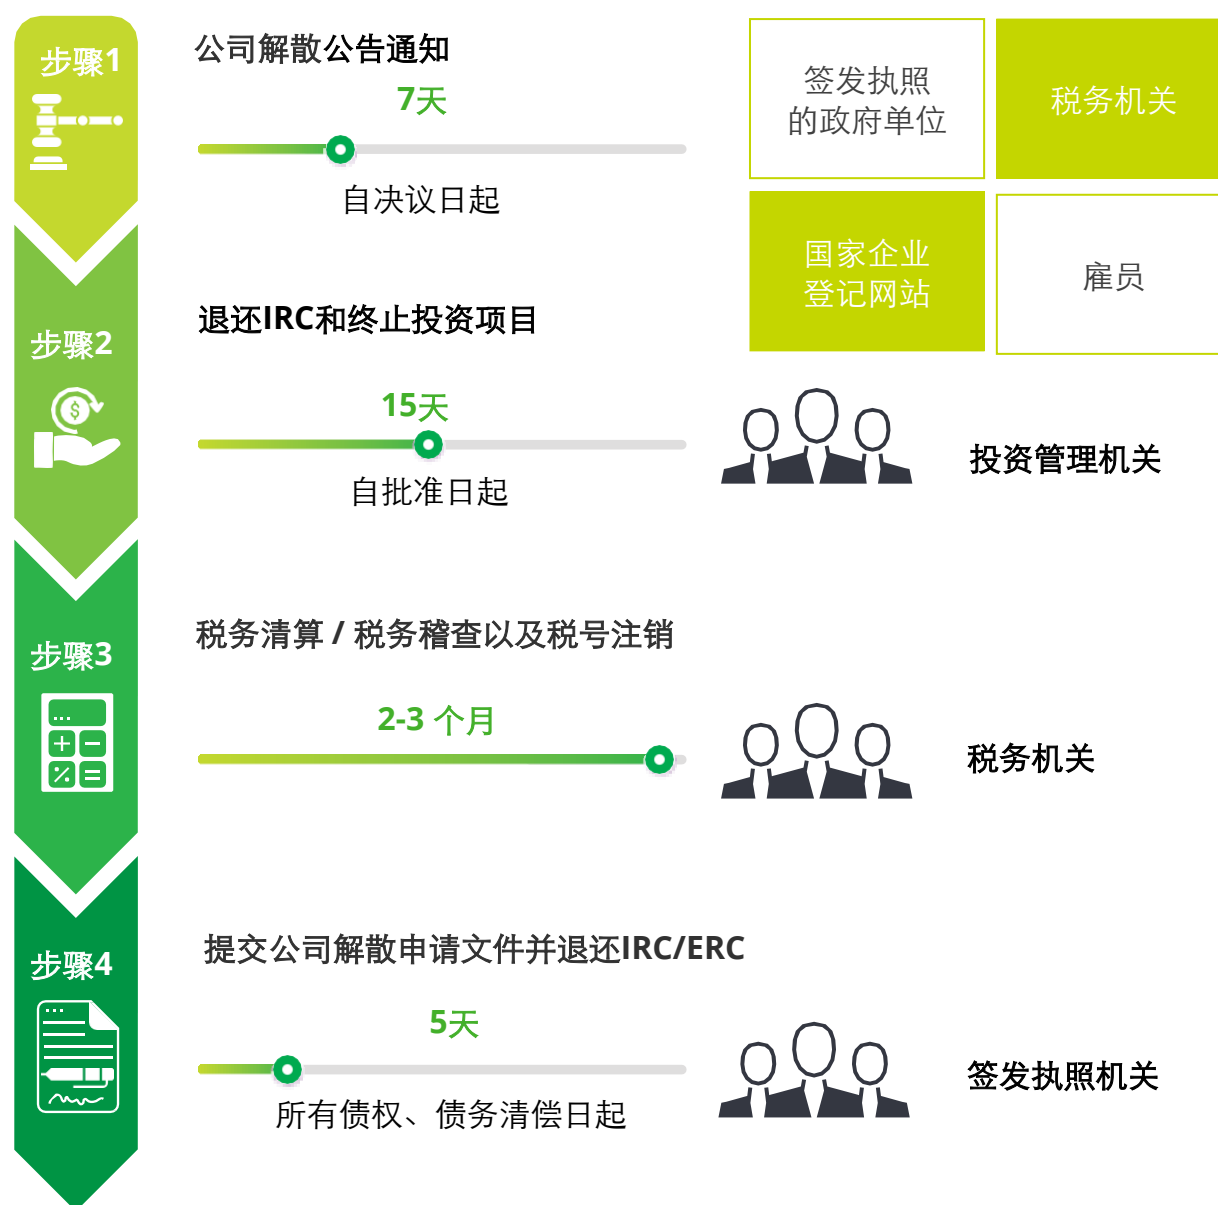 步骤1
公司解散公告通知
7天
自决议日起
签发执照
的政府单位
税务机关
国家企业
登记网站
雇员
步骤2
退还IRC和终止投资项目
15天
自批准日起
投资管理机关
步骤3
税务清算 / 税务稽查以及税号注销
2-3 个月
税务机关
步骤4
提交公司解散申请文件并退还IRC/ERC
5天
所有债权、债务清偿日起
签发执照机关